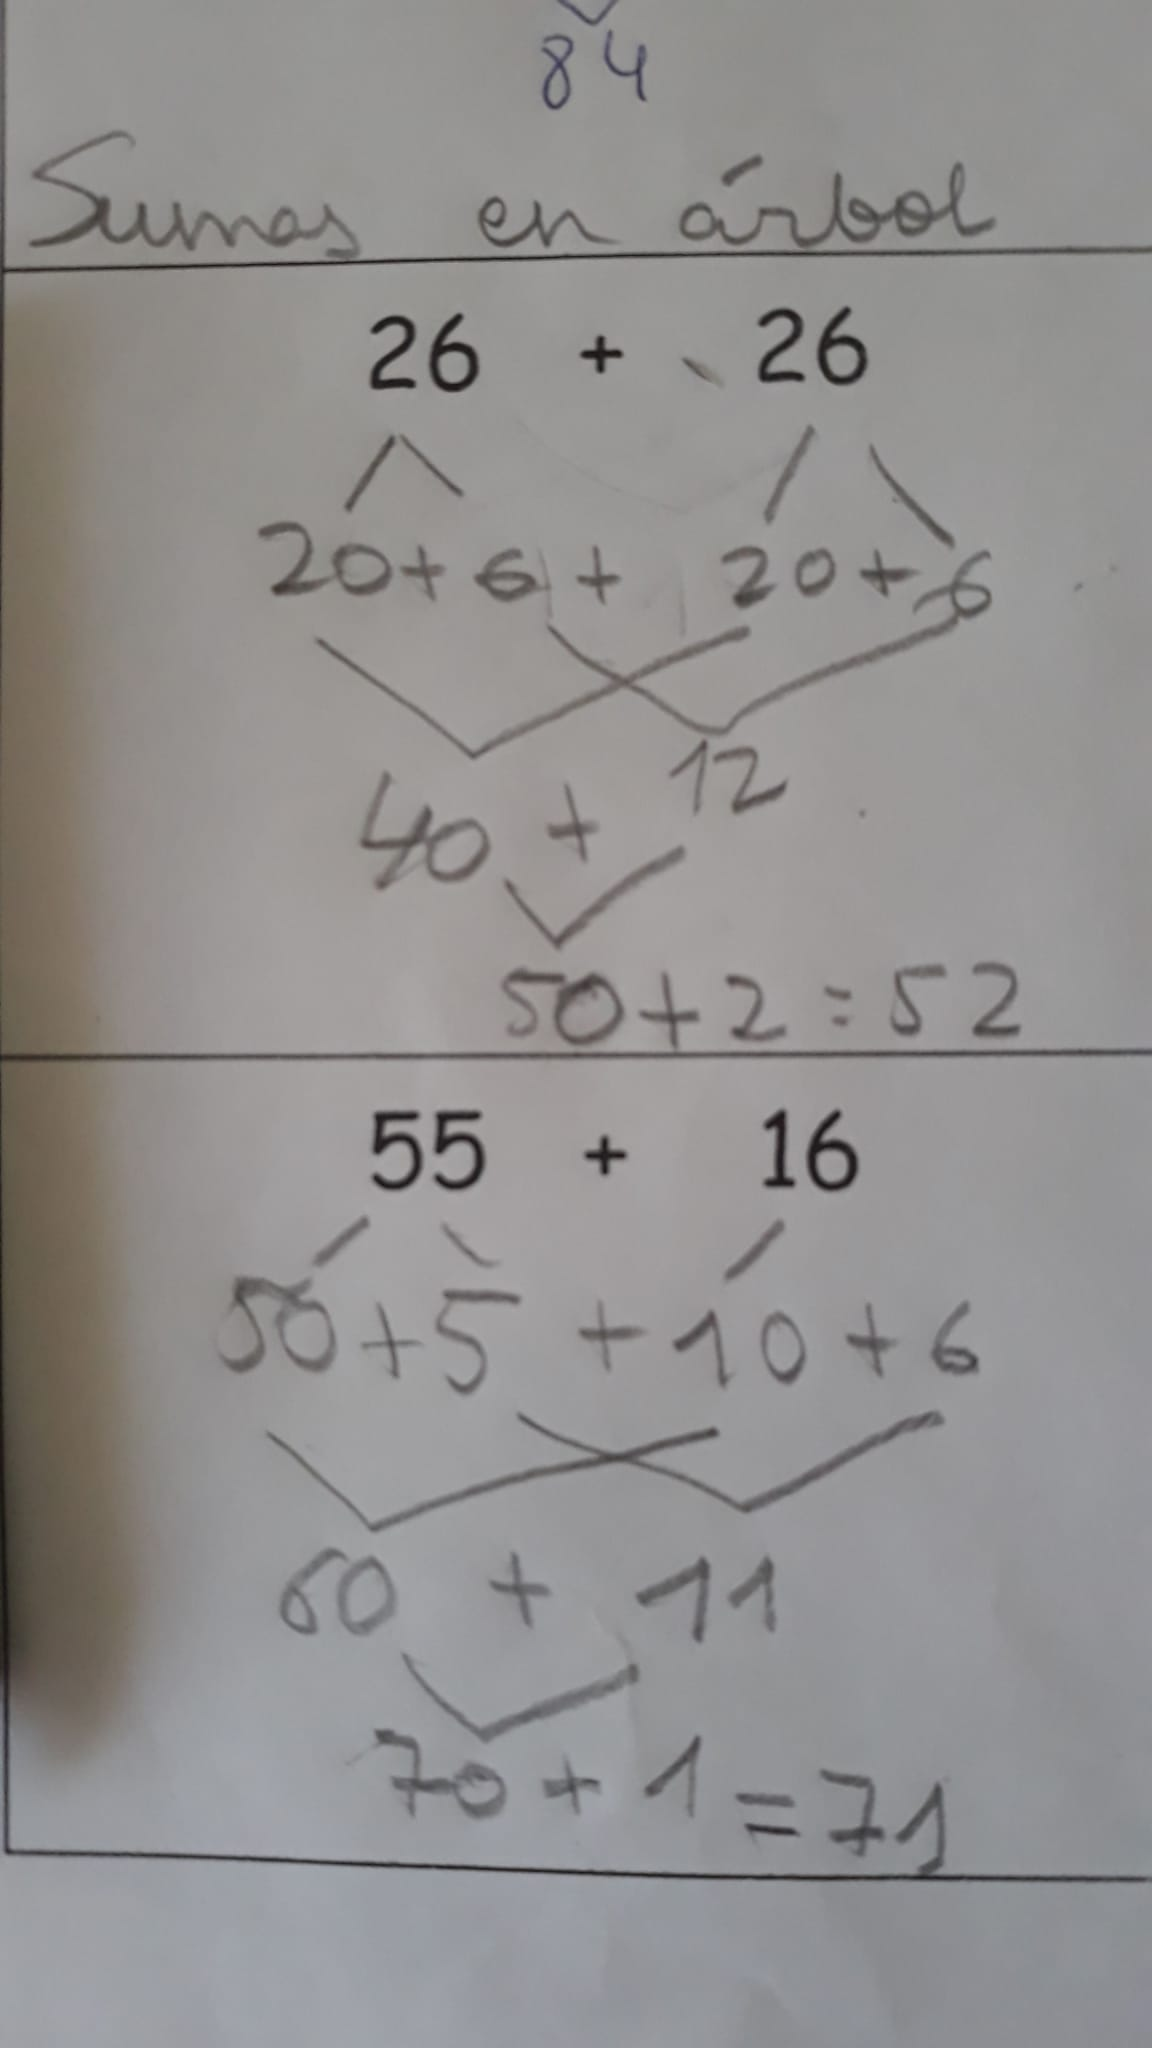 84
Sumas en árbol
26 + 26
20+6+ 20+6
40 + 12
50+2=52
55 + 16
50+5 +10+6
60 + 11
70+1=71